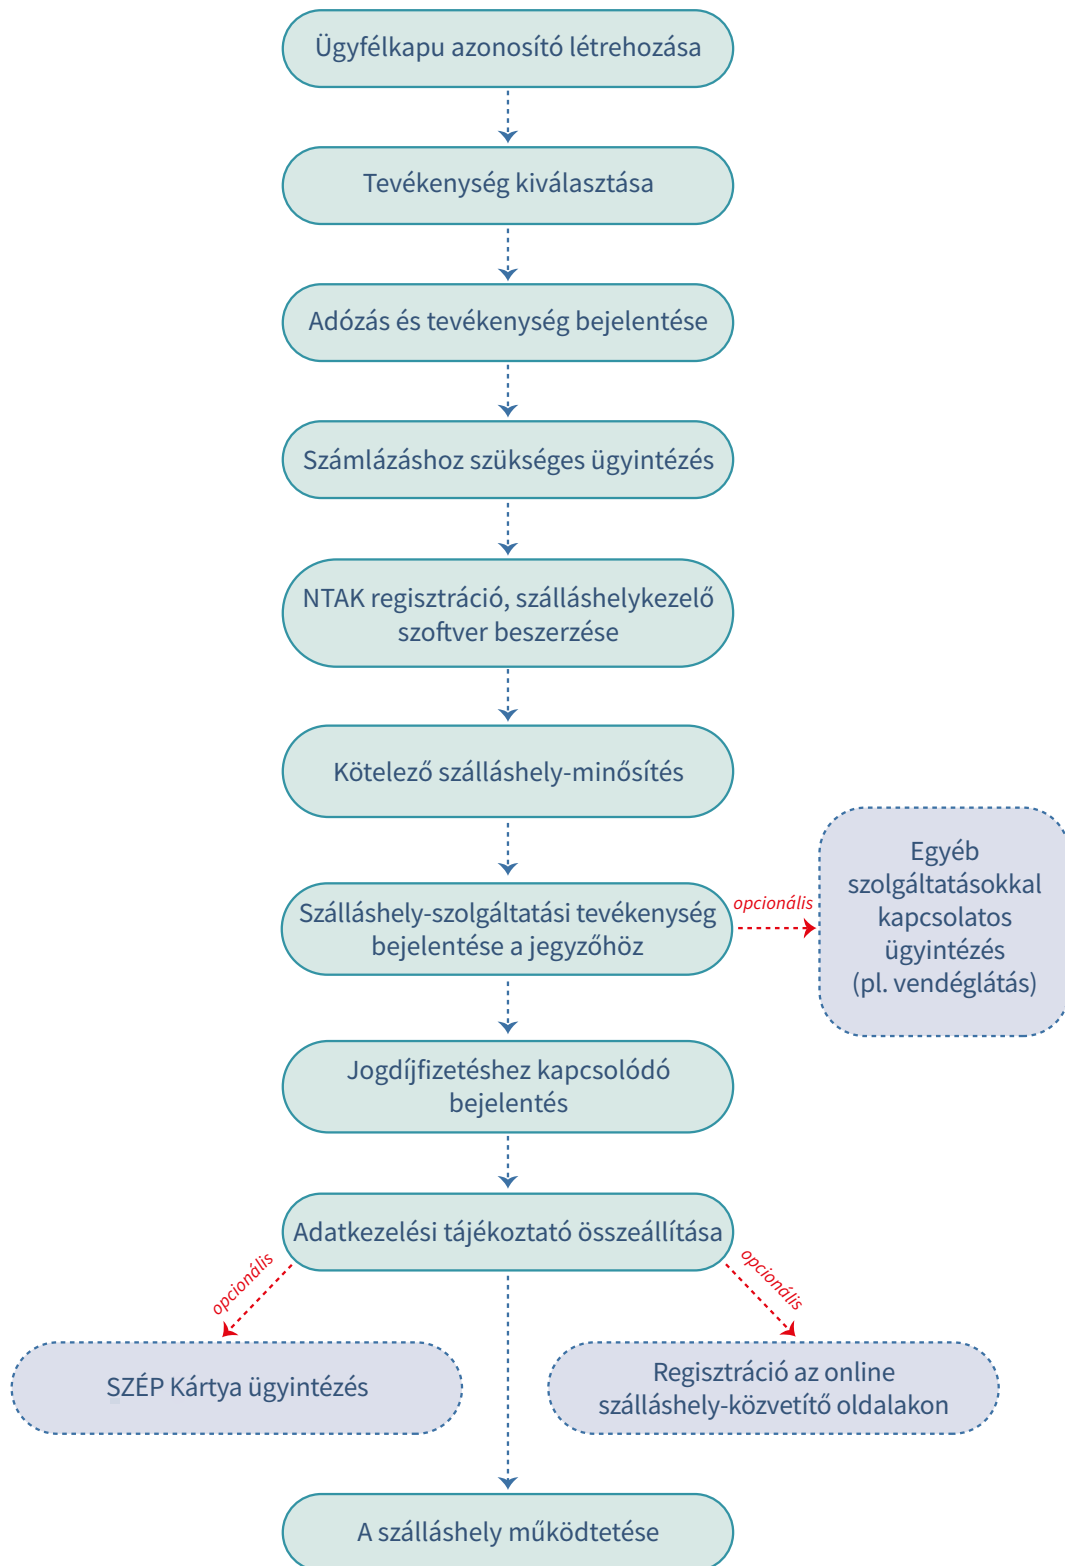 Ügyfélkapu azonosító létrehozása
Tevékenység kiválasztása
Adózás és tevékenység bejelentése
Számlázáshoz szükséges ügyintézés
NTAK regisztráció, szálláshelykezelő
szoftver beszerzése
Kötelező szálláshely-minősítés
Szálláshely-szolgáltatási tevékenység
bejelentése a jegyzőhöz
opcionális
Egyéb
szolgáltatásokkal
kapcsolatos
ügyintézés
(pl. vendéglátás)
Jogdíjfizetéshez kapcsolódó
bejelentés
Adatkezelési tájékoztató összeállítása
opcionális
opcionális
SZÉP Kártya ügyintézés
Regisztráció az online
szálláshely-közvetítő oldalakon
A szálláshely működtetése